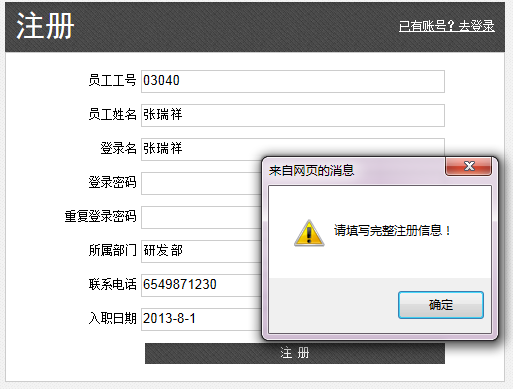 注册
已有账号？去登录
员工工号 03040
员工姓名 张瑞祥
登录名 张瑞祥
登录密码
重复登录密码
所属部门 研发部
联系电话 6549871230
入职日期 2013-8-1
注 册
来自网页的消息
请填写完整注册信息！
确定